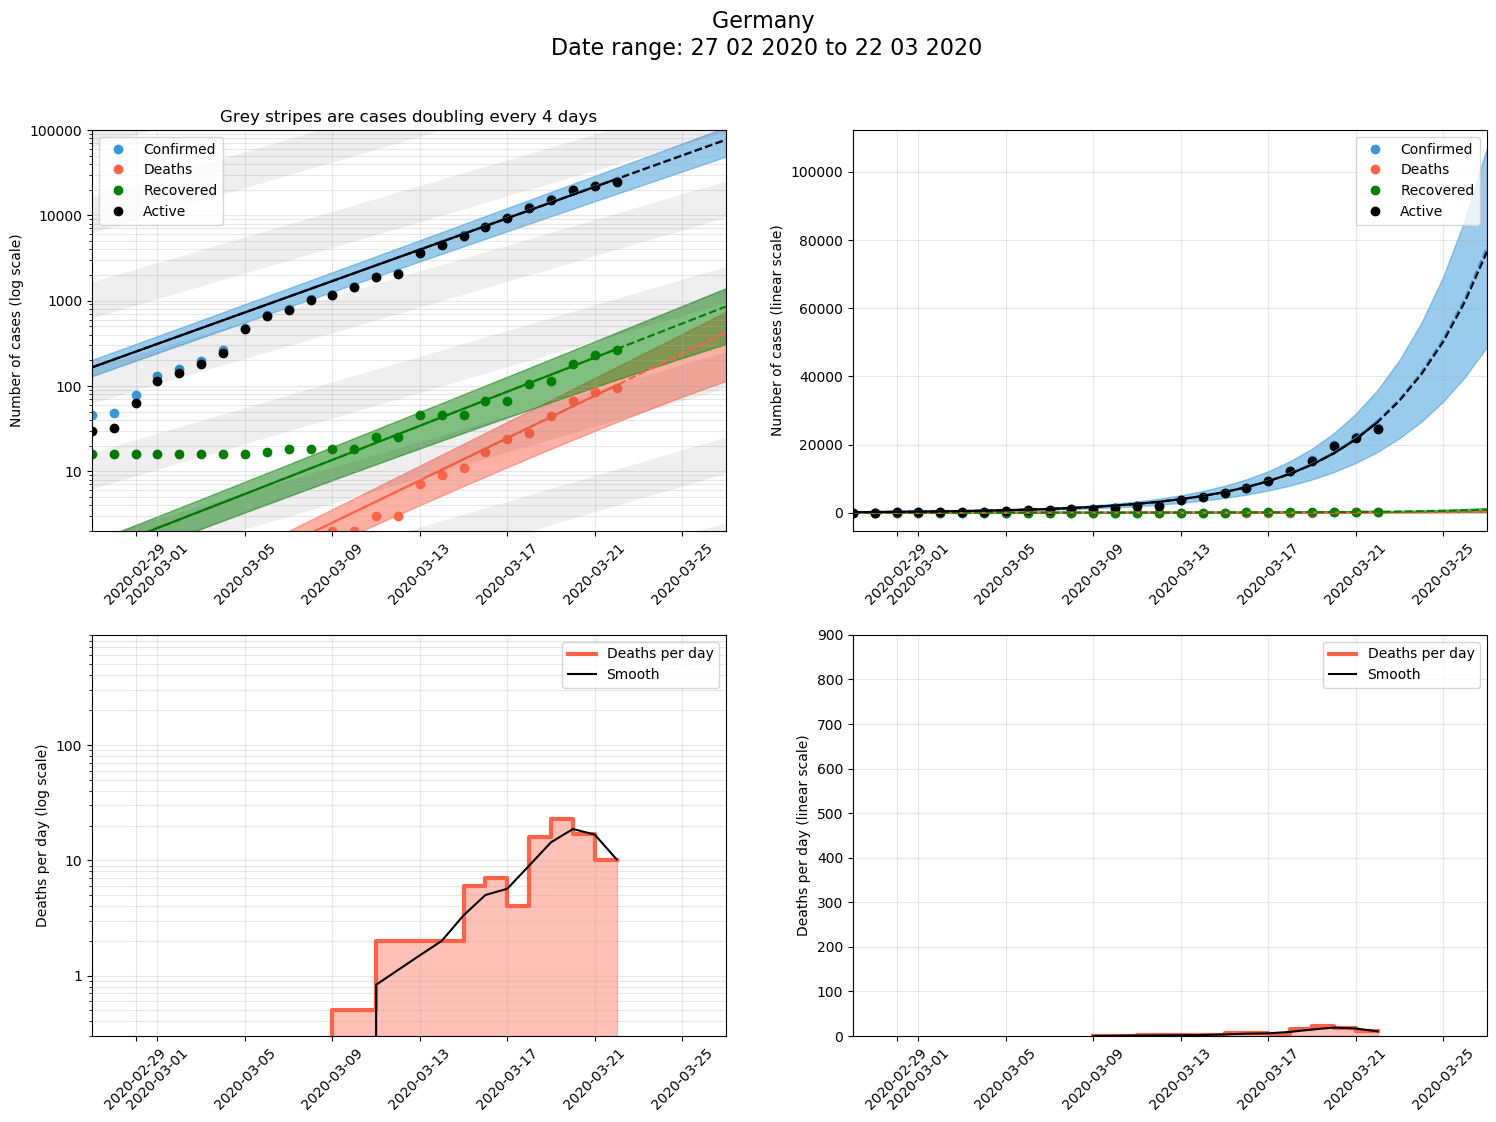 Germany
Date range: 27 02 2020 to 22 03 2020
Grey stripes are cases doubling every 4 days
Number of cases (log scale)
100000
10000
1000
100
10
Confirmed
Deaths
Recovered
Active
2020-02-29
2020-03-01
2020-03-05
2020-03-09
2020-03-13
2020-03-17
2020-03-21
2020-03-25
Number of cases (linear scale)
100000
80000
60000
40000
20000
0
Confirmed
Deaths
Recovered
Active
2020-02-29
2020-03-01
2020-03-05
2020-03-09
2020-03-13
2020-03-17
2020-03-21
2020-03-25
Deaths per day (log scale)
100
10
1
Deaths per day
Smooth
2020-02-29
2020-03-01
2020-03-05
2020-03-09
2020-03-13
2020-03-17
2020-03-21
2020-03-25
Deaths per day (linear scale)
900
800
700
600
500
400
300
200
100
0
Deaths per day
Smooth
2020-02-29
2020-03-01
2020-03-05
2020-03-09
2020-03-13
2020-03-17
2020-03-21
2020-03-25